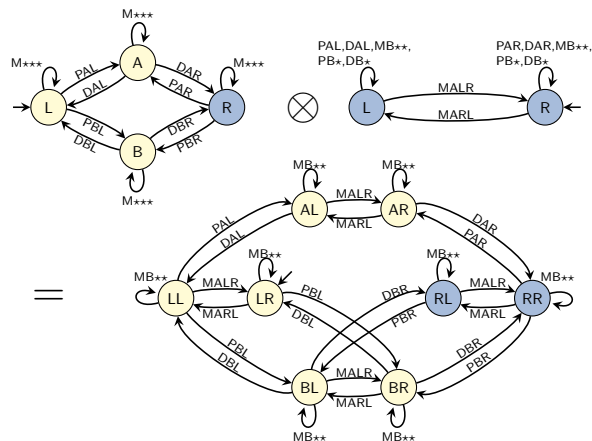 M⋆⋆⋆
M⋆⋆⋆ A M⋆⋆⋆
PAL DAR
DAL PAR
L R
PBL DBR
DBL PBR
B
M⋆⋆⋆
⊗
PAL,DAL,MB⋆⋆,
PB⋆,DB⋆
PAR,DAR,MB⋆⋆,
PB⋆,DB⋆
MALR
L R
MARL
=
MB⋆⋆ MB⋆⋆
AL MALR AR
MARL
PAL DAR
DAL PAR
MB⋆⋆ MB⋆⋆
MB⋆⋆ MB⋆⋆
LL MALR LR PBL DBR RL MALR RR
MARL DBL PBR MARL
PBL DBR
DBL PBR
BL MALR BR
MARL
MB⋆⋆ MB⋆⋆